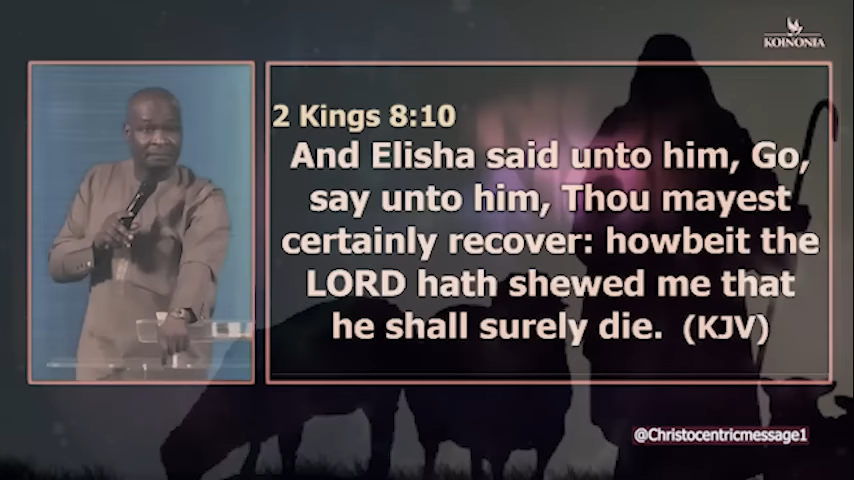 KOINONIA
2 Kings 8:10
And Elisha said unto him, Go,
say unto him, Thou mayest
certainly recover: howbeit the
LORD hath shewed me that
he shall surely die. (KJV)
@Christocentricmessage1